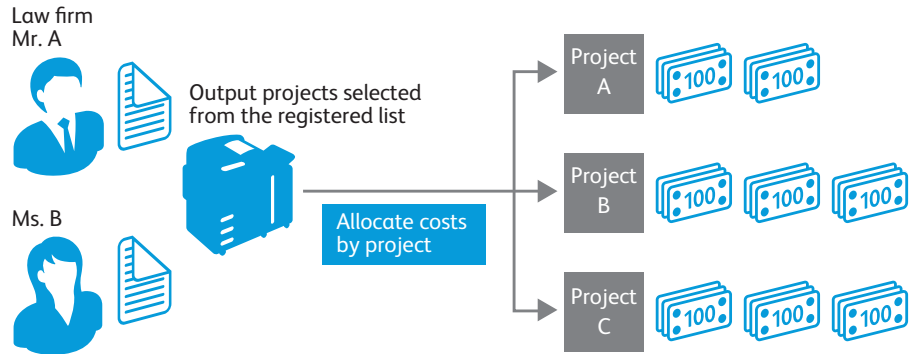 Law firm
Mr. A
Output projects selected
from the registered list
Ms. B
Allocate costs
by project
Project
A
100
100
Project
B
100
100
100
Project
C
100
100
100